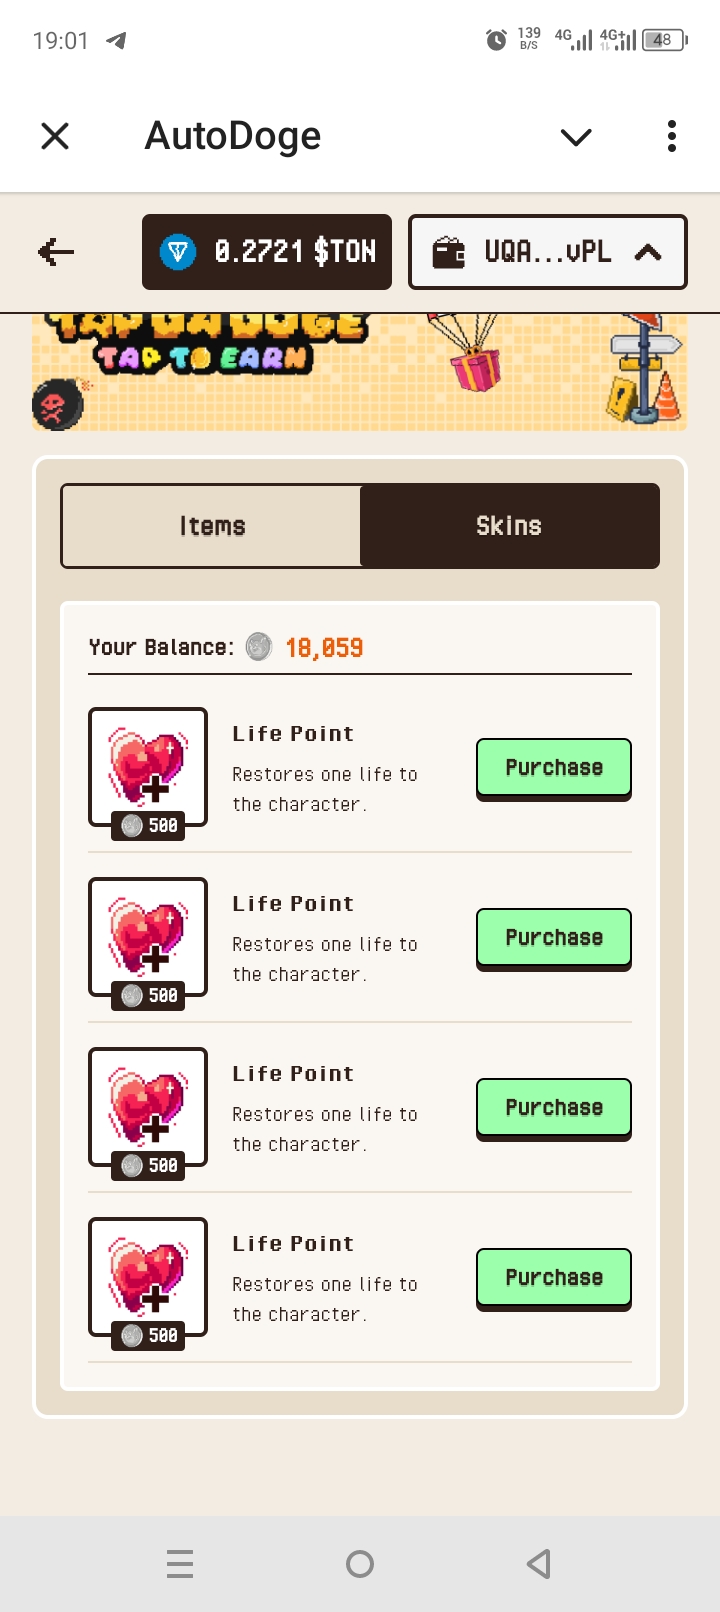 19:01
139
B/S
4G
4G+
48
AutoDoge
0.2721 $TON
UQA...vPL
TAP TO EARN
Items
Skins
Your Balance: 18,059
Life Point
Restores one life to
the character.
500
Purchase
Life Point
Restores one life to
the character.
500
Purchase
Life Point
Restores one life to
the character.
500
Purchase
Life Point
Restores one life to
the character.
500
Purchase